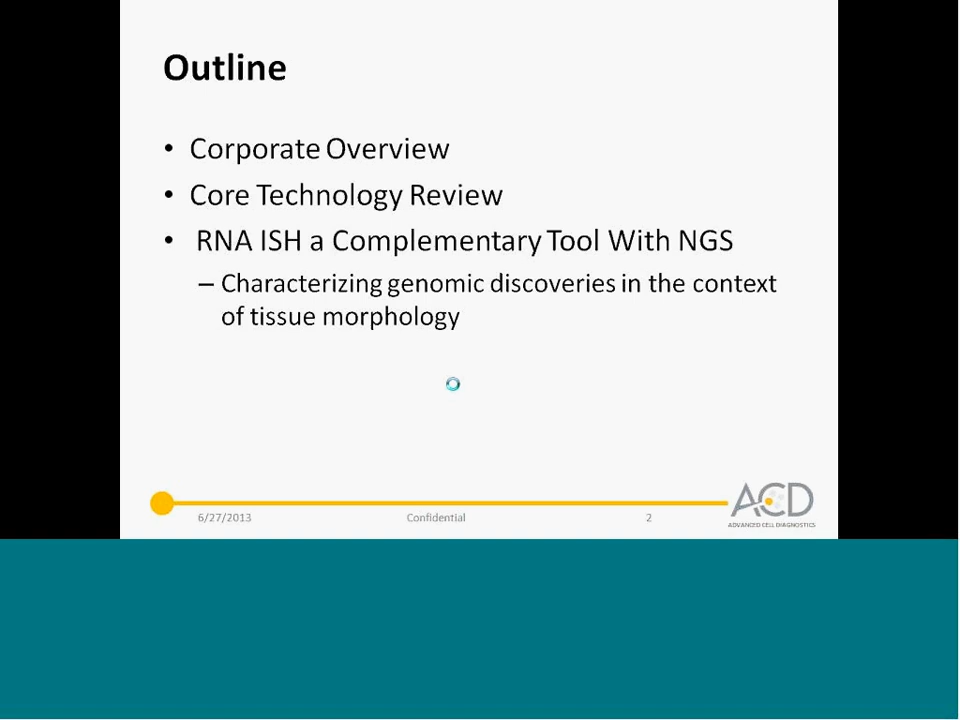 Outline
• Corporate Overview
• Core Technology Review
• RNA ISH a Complementary Tool With NGS
– Characterizing genomic discoveries in the context
of tissue morphology
6/27/2013 Confidential 2
ACD
ADVANCED CELL DIAGNOSTICS